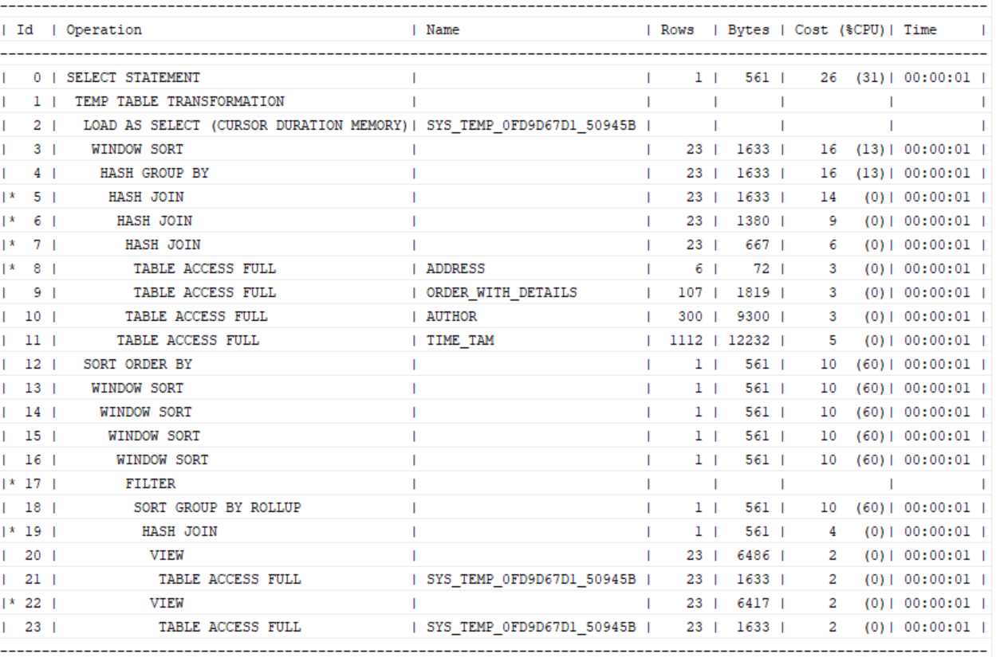 --------------------------------------------------------------------------------------------------------------------
| Id  | Operation                                | Name                      | Rows  | Bytes | Cost (%CPU)| Time     |
--------------------------------------------------------------------------------------------------------------------
|   0 | SELECT STATEMENT                         |                           |     1 |   561 |    26  (31)| 00:00:01 |
|   1 |  TEMP TABLE TRANSFORMATION               |                           |       |       |            |          |
|   2 |   LOAD AS SELECT (CURSOR DURATION MEMORY)| SYS_TEMP_0FD9D67D1_50945B |       |       |            |          |
|   3 |    WINDOW SORT                           |                           |    23 |  1633 |    16  (13)| 00:00:01 |
|   4 |     HASH GROUP BY                        |                           |    23 |  1633 |    16  (13)| 00:00:01 |
|*  5 |      HASH JOIN                           |                           |    23 |  1633 |    14   (0)| 00:00:01 |
|*  6 |       HASH JOIN                          |                           |    23 |  1380 |     9   (0)| 00:00:01 |
|*  7 |        HASH JOIN                         |                           |    23 |   667 |     6   (0)| 00:00:01 |
|*  8 |         TABLE ACCESS FULL                | ADDRESS                   |     6 |    72 |     3   (0)| 00:00:01 |
|   9 |         TABLE ACCESS FULL                | ORDER_WITH_DETAILS        |   107 |  1819 |     3   (0)| 00:00:01 |
|  10 |        TABLE ACCESS FULL                 | AUTHOR                    |   300 |  9300 |     3   (0)| 00:00:01 |
|  11 |       TABLE ACCESS FULL                  | TIME_TAM                  |  1112 | 12232 |     5   (0)| 00:00:01 |
|  12 |   SORT ORDER BY                          |                           |     1 |   561 |    10  (60)| 00:00:01 |
|  13 |    WINDOW SORT                           |                           |     1 |   561 |    10  (60)| 00:00:01 |
|  14 |     WINDOW SORT                          |                           |     1 |   561 |    10  (60)| 00:00:01 |
|  15 |      WINDOW SORT                         |                           |     1 |   561 |    10  (60)| 00:00:01 |
|  16 |       WINDOW SORT                        |                           |     1 |   561 |    10  (60)| 00:00:01 |
|* 17 |        FILTER                            |                           |       |       |            |          |
|  18 |         SORT GROUP BY ROLLUP             |                           |     1 |   561 |    10  (60)| 00:00:01 |
|* 19 |          HASH JOIN                       |                           |     1 |   561 |     4   (0)| 00:00:01 |
|  20 |           VIEW                           |                           |    23 |  6486 |     2   (0)| 00:00:01 |
|  21 |            TABLE ACCESS FULL             | SYS_TEMP_0FD9D67D1_50945B |    23 |  1633 |     2   (0)| 00:00:01 |
|* 22 |           VIEW                           |                           |    23 |  6417 |     2   (0)| 00:00:01 |
|  23 |            TABLE ACCESS FULL             | SYS_TEMP_0FD9D67D1_50945B |    23 |  1633 |     2   (0)| 00:00:01 |
--------------------------------------------------------------------------------------------------------------------